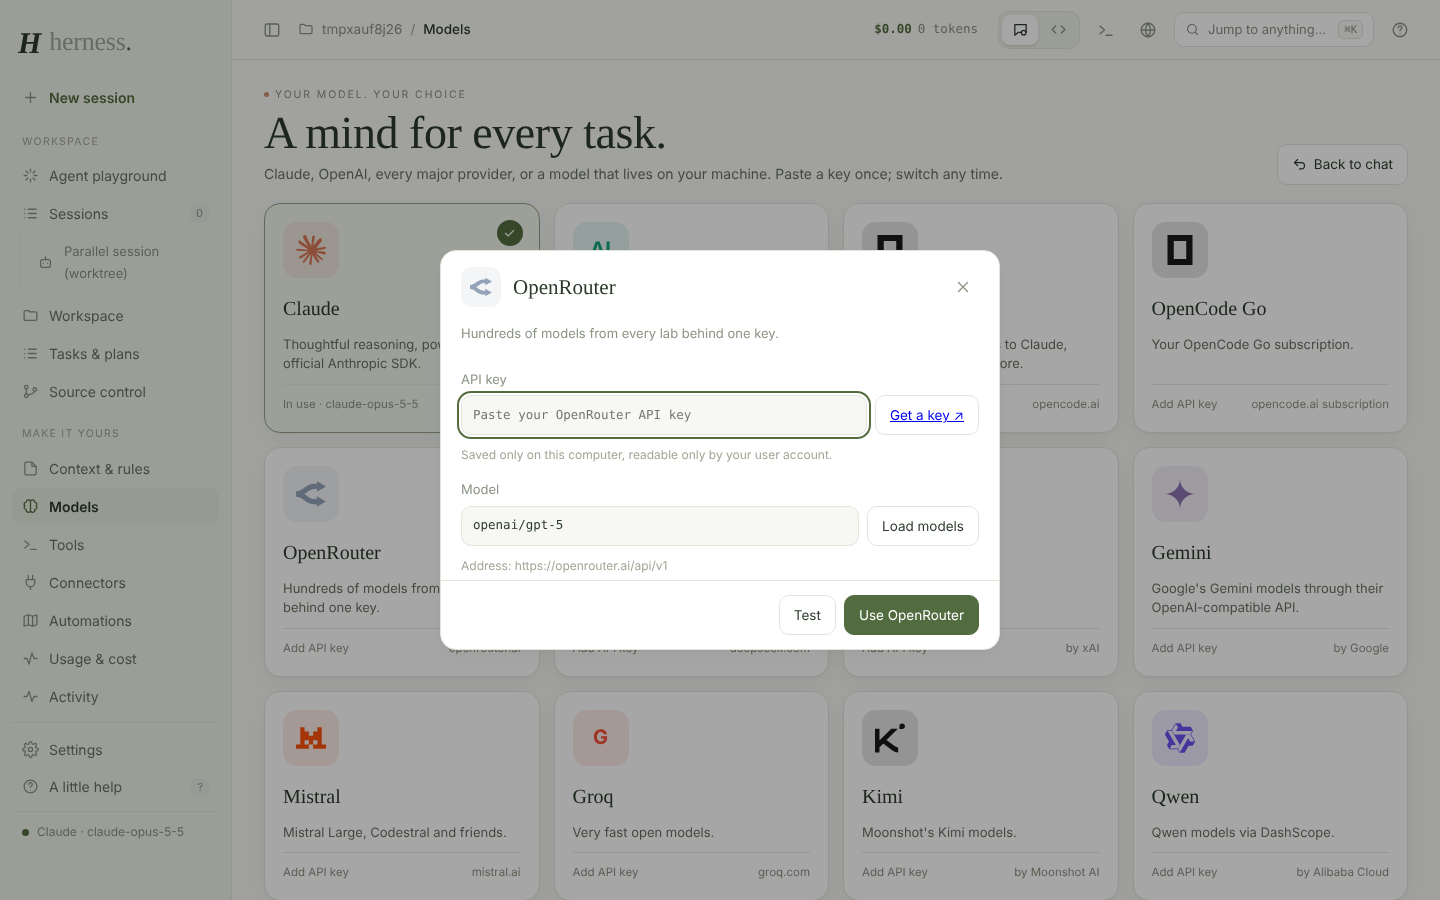 H herness.
New session
WORKSPACE
Agent playground
Sessions 0
Parallel session
(worktree)
Workspace
Tasks & plans
Source control
MAKE IT YOURS
Context & rules
Models
Tools
Connectors
Automations
Usage & cost
Activity
Settings
A little help ?
Claude · claude-opus-5-5
tmpxauf8j26 / Models
$0.00 0 tokens
Jump to anything... ⌘K
YOUR MODEL. YOUR CHOICE
A mind for every task.
Claude, OpenAI, every major provider, or a model that lives on your machine. Paste a key once; switch any time.
Back to chat
Claude
Thoughtful reasoning,
official Anthropic SDK.
In use · claude-opus-5-5
AI
to Claude,
opencode.ai
OpenCode Go
Your OpenCode Go subscription.
Add API key opencode.ai subscription
OpenRouter
Hundreds of models from every lab behind one key.
API key
Paste your OpenRouter API key
Get a key ↗
Saved only on this computer, readable only by your user account.
Model
openai/gpt-5
Load models
Address: https://openrouter.ai/api/v1
Test
Use OpenRouter
OpenRouter
Hundreds of models from
behind one key.
Add API key openrouter.ai
Add API key deepseek.com
Add API key by xAI
Gemini
Google's Gemini models through their
OpenAI-compatible API.
Add API key by Google
Mistral
Mistral Large, Codestral and friends.
Add API key mistral.ai
G
Groq
Very fast open models.
Add API key groq.com
Kimi
Moonshot's Kimi models.
Add API key by Moonshot AI
Qwen
Qwen models via DashScope.
Add API key by Alibaba Cloud